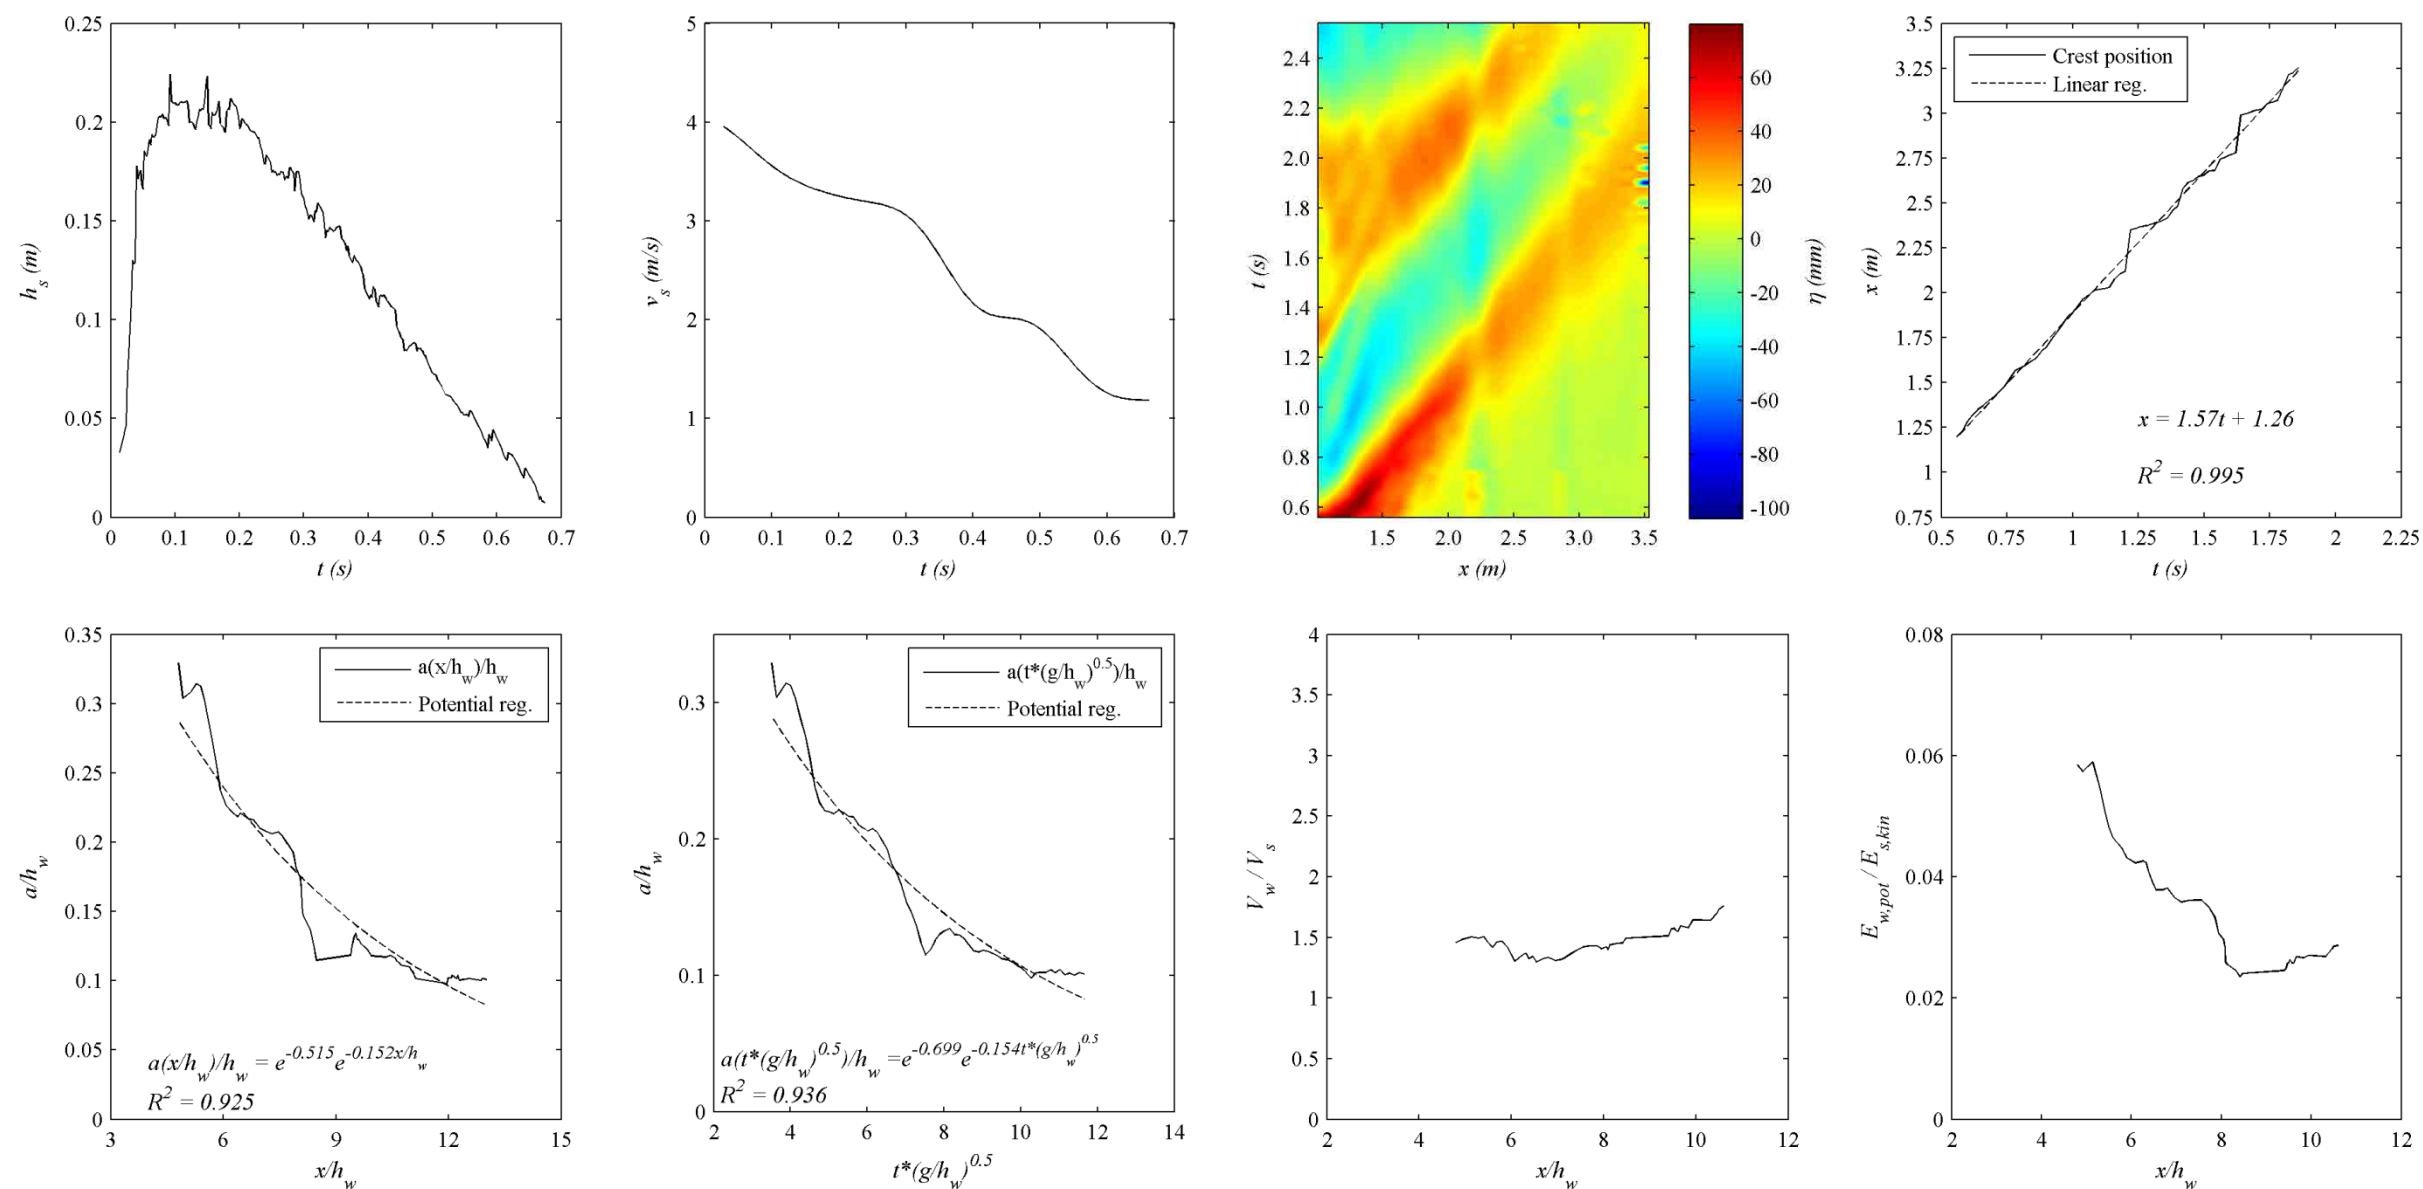 0.25
0.2
0.15
0.1
0.05
0
0 0.1 0.2 0.3 0.4 0.5 0.6 0.7
h_s (m)
t (s)
5
4
3
2
1
0
0 0.1 0.2 0.3 0.4 0.5 0.6 0.7
v_s (m/s)
t (s)
2.4
2.2
2.0
1.8
1.6
1.4
1.2
1.0
0.8
0.6
1.5 2.0 2.5 3.0 3.5
t (s)
x (m)
60
40
20
0
-20
-40
-60
-80
-100
η (mm)
3.5
3.25
3
2.75
2.5
2.25
2
1.75
1.5
1.25
1
0.75
0.5 0.75 1 1.25 1.5 1.75 2 2.25
x (m)
t (s)
Crest position
Linear reg.
x = 1.57t + 1.26
R^2 = 0.995
0.35
0.3
0.25
0.2
0.15
0.1
0.05
0
3 6 9 12 15
a/h_w
x/h_w
a(x/h_w)/h_w
Potential reg.
a(x/h_w)/h_w = e^-0.515 e^-0.152x/h_w
R^2 = 0.925
0.3
0.2
0.1
0
2 4 6 8 10 12 14
a/h_w
t*(g/h_w)^0.5
a(t*(g/h_w)^0.5)/h_w
Potential reg.
a(t*(g/h_w)^0.5)/h_w =e^-0.699 e^-0.154t*(g/h_w)^0.5
R^2 = 0.936
4
3.5
3
2.5
2
1.5
1
0.5
0
2 4 6 8 10 12
V_w / V_s
x/h_w
0.08
0.06
0.04
0.02
0
2 4 6 8 10 12
E_w,pot / E_s,kin
x/h_w